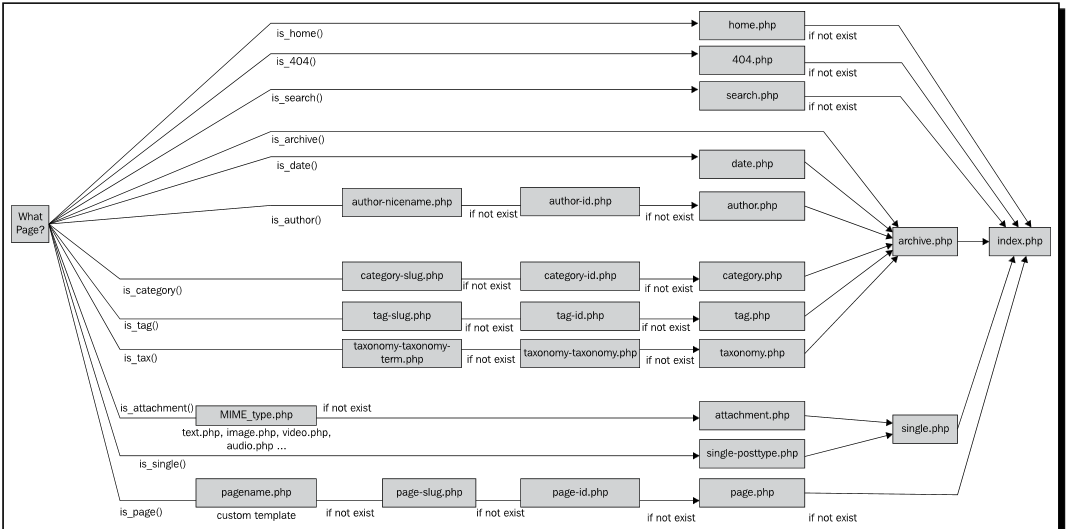 home.php
is_home()
if not exist
404.php
is_404()
if not exist
search.php
is_search()
if not exist
is_archive()
date.php
is_date()
What
Page?
author-nicename.php
author-id.php
author.php
is_author()
if not exist
if not exist
archive.php
index.php
category-slug.php
category-id.php
category.php
is_category()
if not exist
if not exist
tag-slug.php
tag-id.php
tag.php
is_tag()
if not exist
if not exist
taxonomy-taxonomy-
term.php
taxonomy-taxonomy.php
taxonomy.php
is_tax()
if not exist
if not exist
is_attachment()
MIME_type.php
if not exist
attachment.php
text.php, image.php, video.php,
audio.php ...
single.php
single-posttype.php
is_single()
pagename.php
page-slug.php
page-id.php
page.php
is_page()
custom template
if not exist
if not exist
if not exist
if not exist